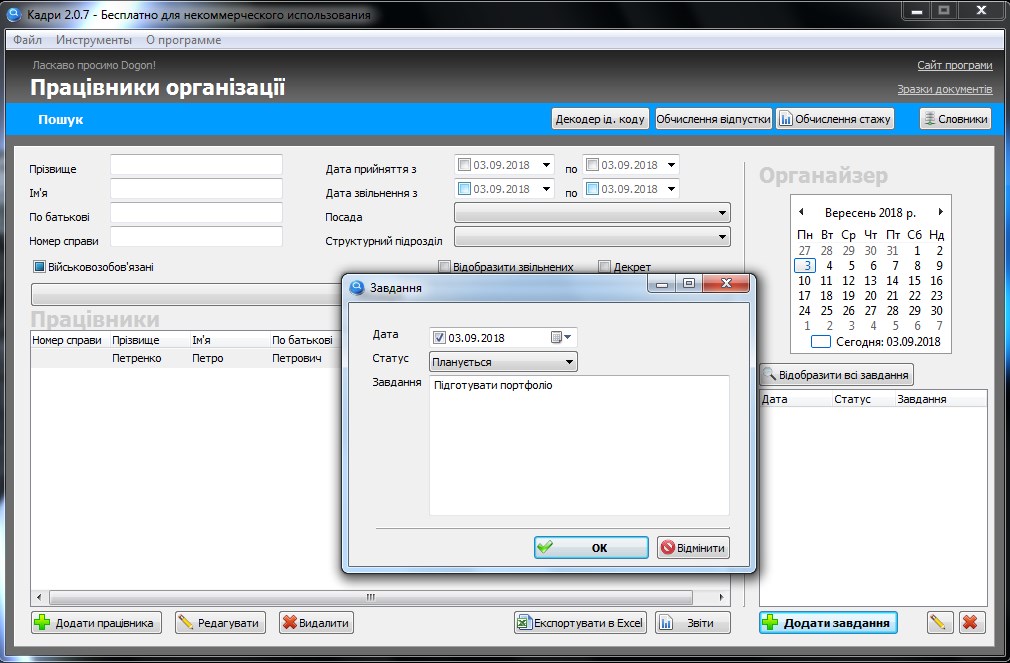 Кадри 2.0.7 - Бесплатно для некоммерческого использования
Файл Инструменты О программе
Ласкаво просимо Dogon!
Сайт програми
Працівники організації
Зразки документів
Пошук
Декодер ід. коду Обчислення відпустки Обчислення стажу Словники
Прізвище
Дата прийняття з 03.09.2018 по 03.09.2018
Ім'я
Дата звільнення з 03.09.2018 по 03.09.2018
По батькові
Посада
Номер справи
Структурний підрозділ
Військовозобов'язані
Відобразити звільнених Декрет
Органайзер
Вересень 2018 р.
Пн Вт Ср Чт Пт Сб Нд
27 28 29 30 31 1 2
3 4 5 6 7 8 9
10 11 12 13 14 15 16
17 18 19 20 21 22 23
24 25 26 27 28 29 30
1 2 3 4 5 6 7
Сегодня: 03.09.2018
Відобразити всі завдання
Дата Статус Завдання
Працівники
Номер справи Прізвище Ім'я По батькові
Петренко Петро Петрович
Завдання
Дата 03.09.2018
Статус Планується
Завдання Підготувати портфоліо
OK Відмінити
Додати працівника Редагувати Видалити Експортувати в Excel Звіти
Додати завдання